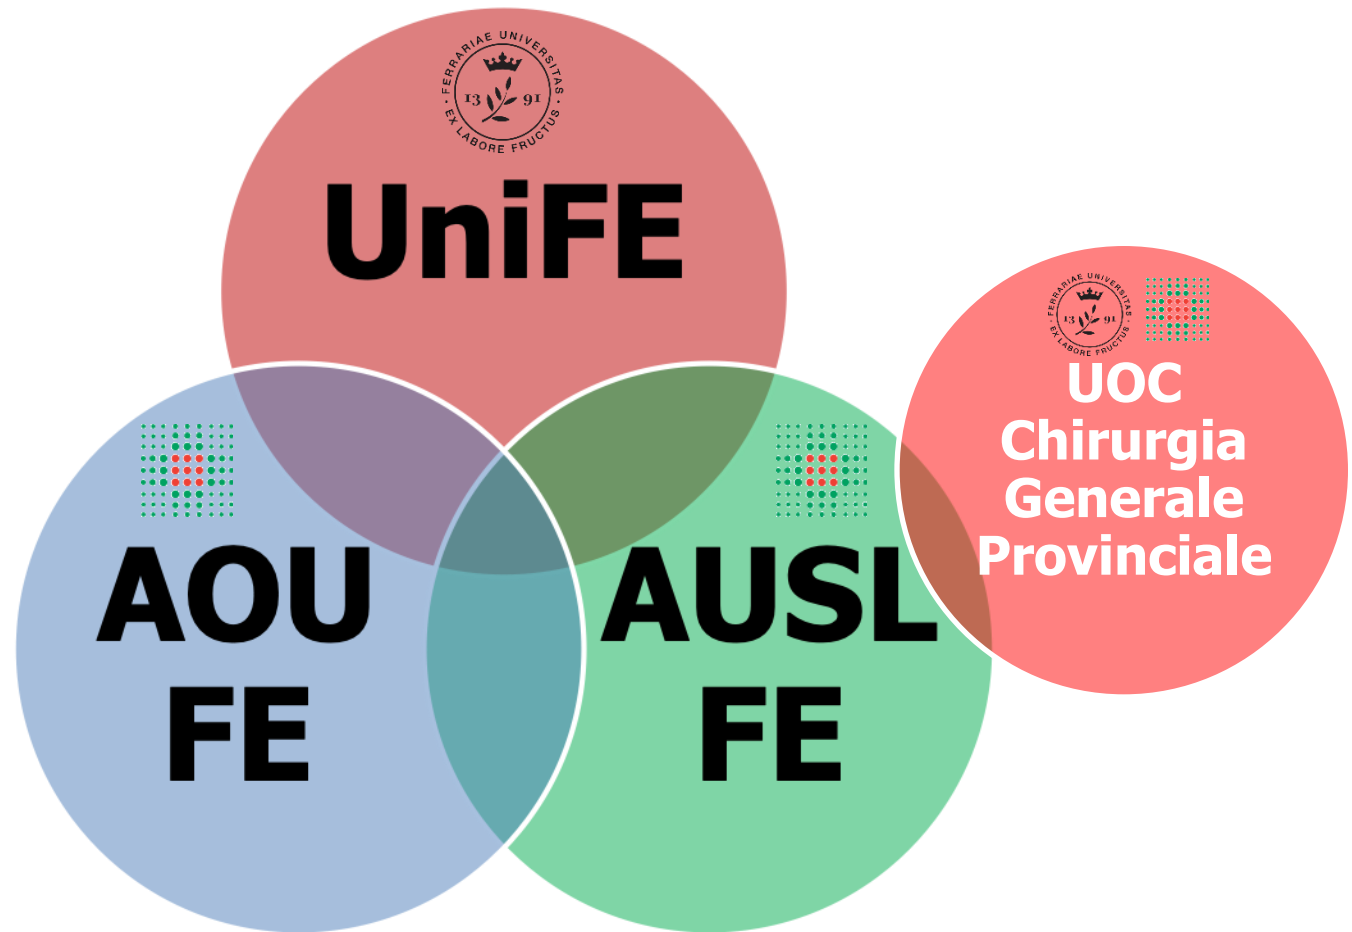 · FERRARIAE UNIVERSITAS ·
13 91
EX LABORE FRUCTUS
UniFE
· FERRARIAE UNIVERSITAS ·
13 91
EX LABORE FRUCTUS
UOC
Chirurgia
Generale
Provinciale
AOU
FE
AUSL
FE